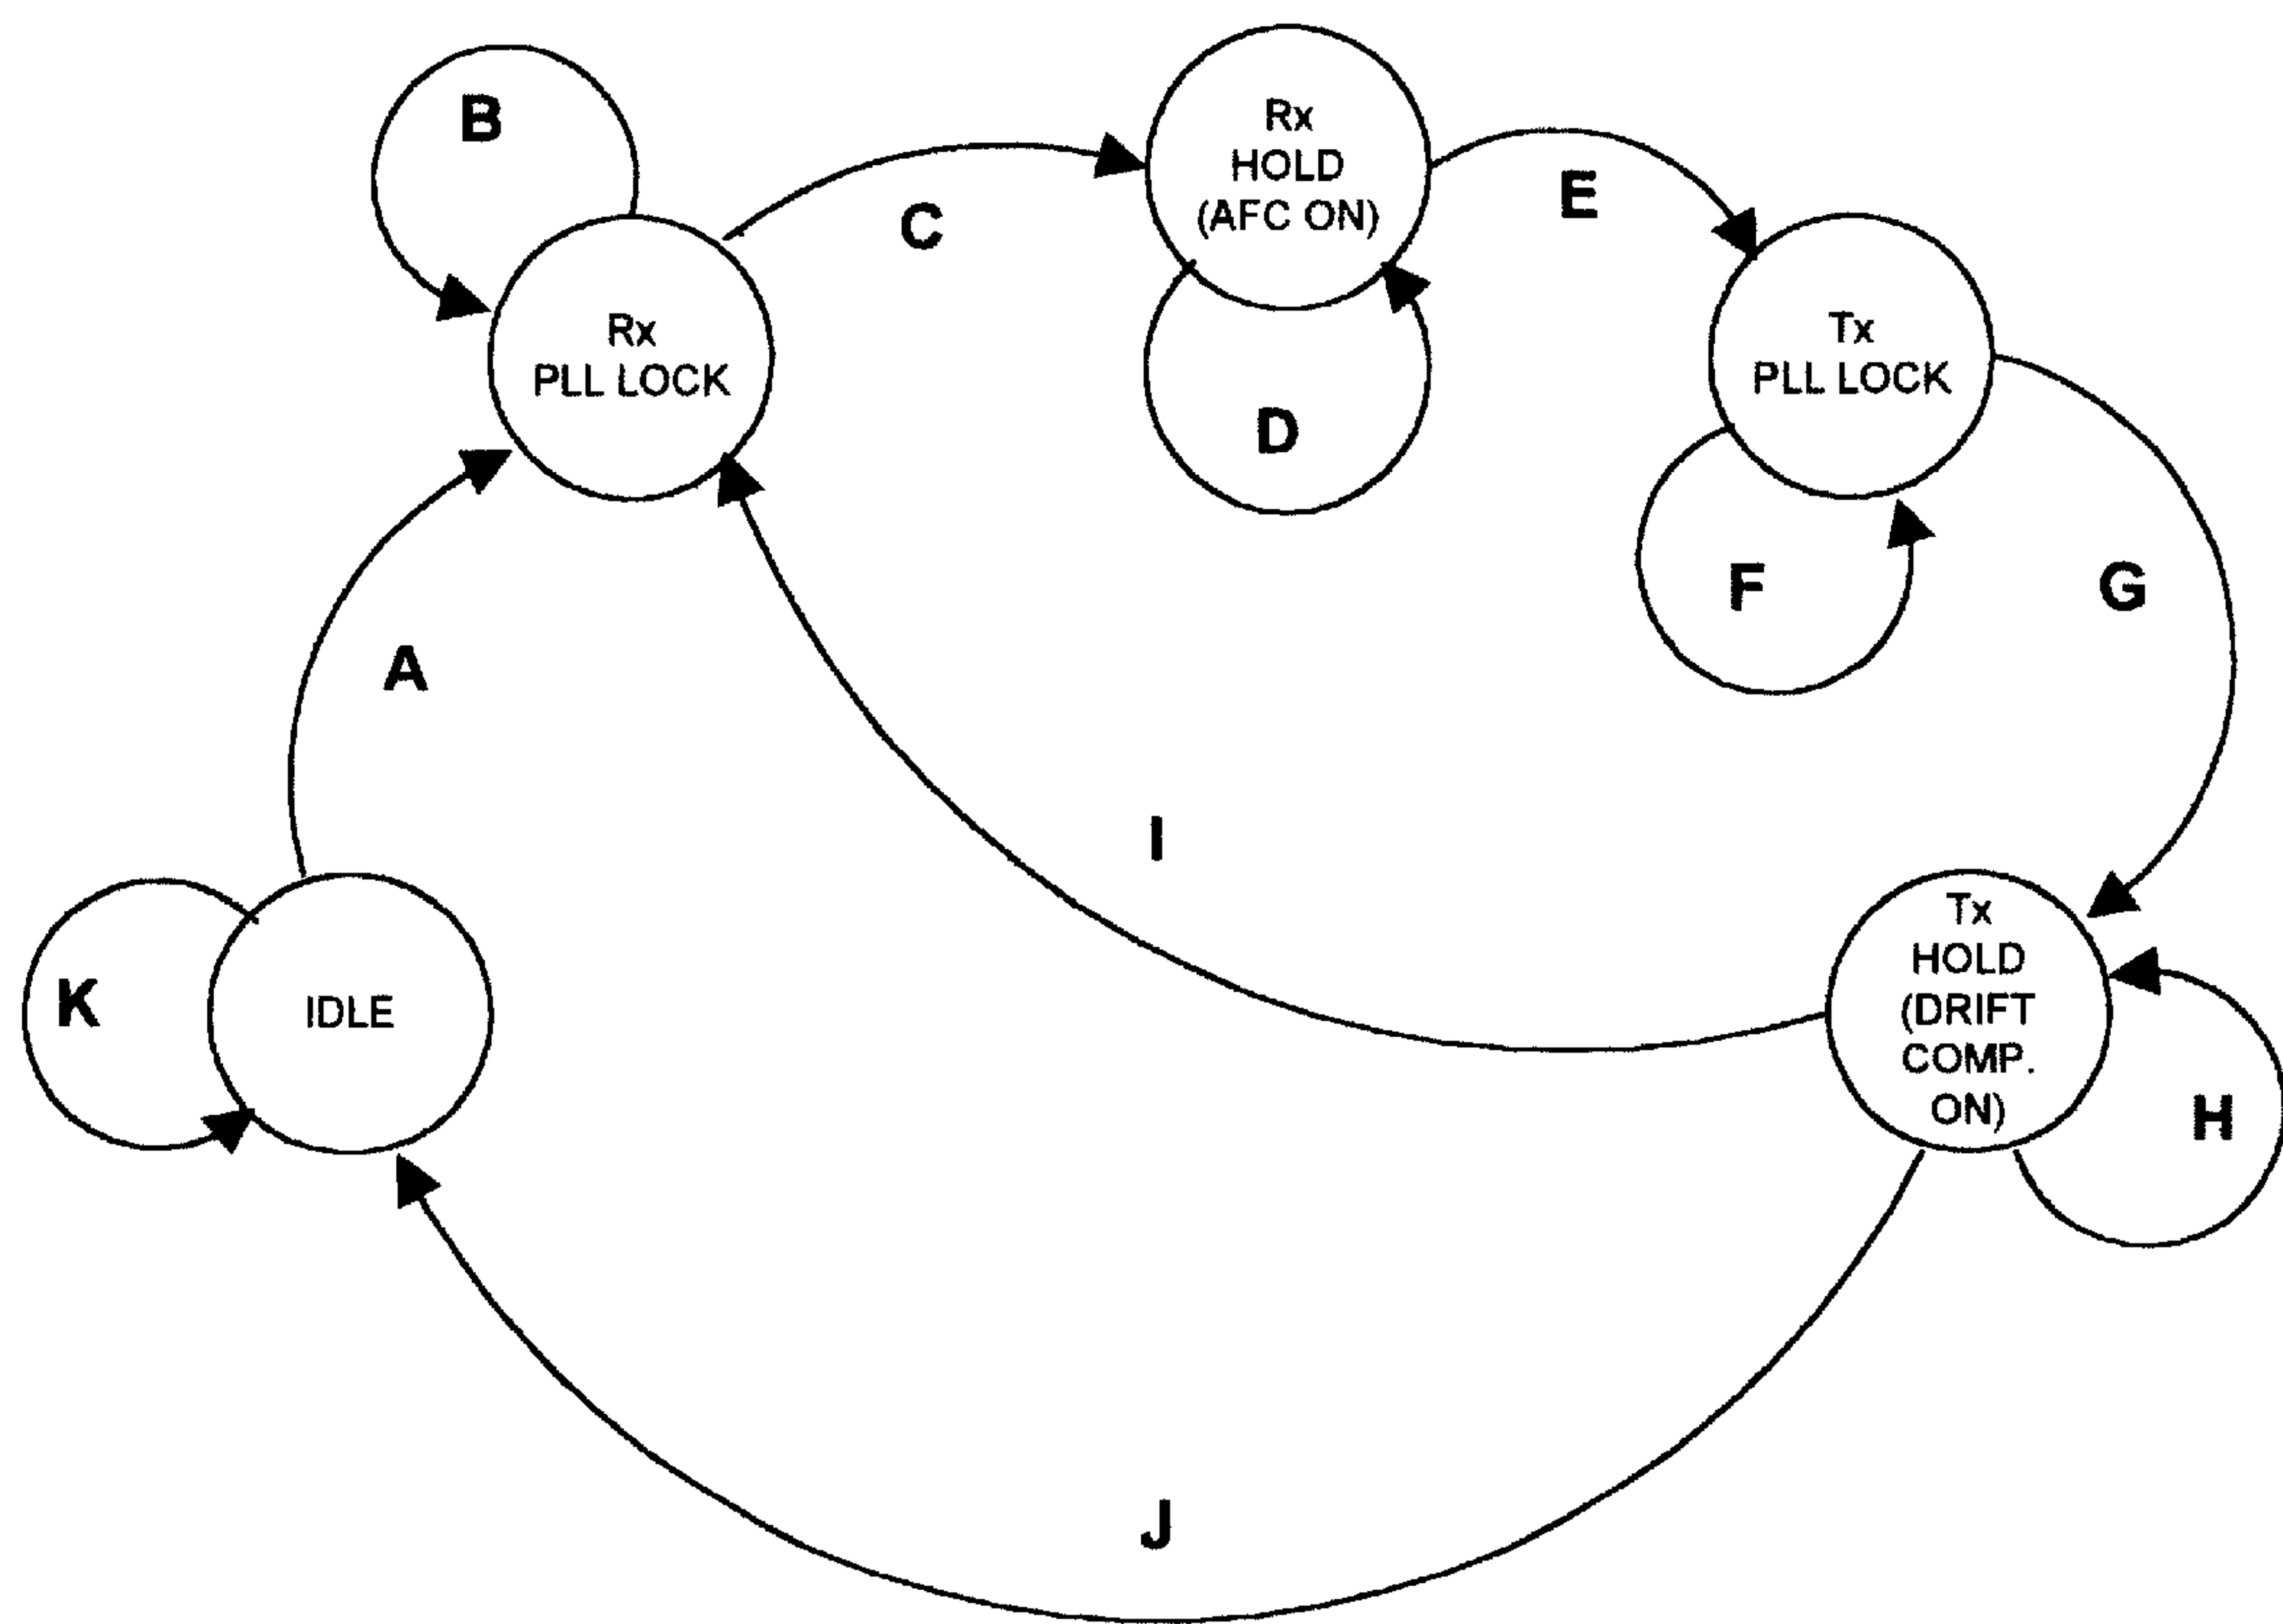 B
Rx
HOLD
(AFC ON)
C
E
Rx
PLL LOCK
Tx
PLL LOCK
D
F
G
A
I
K
IDLE
Tx
HOLD
(DRIFT
COMP.
ON)
H
J